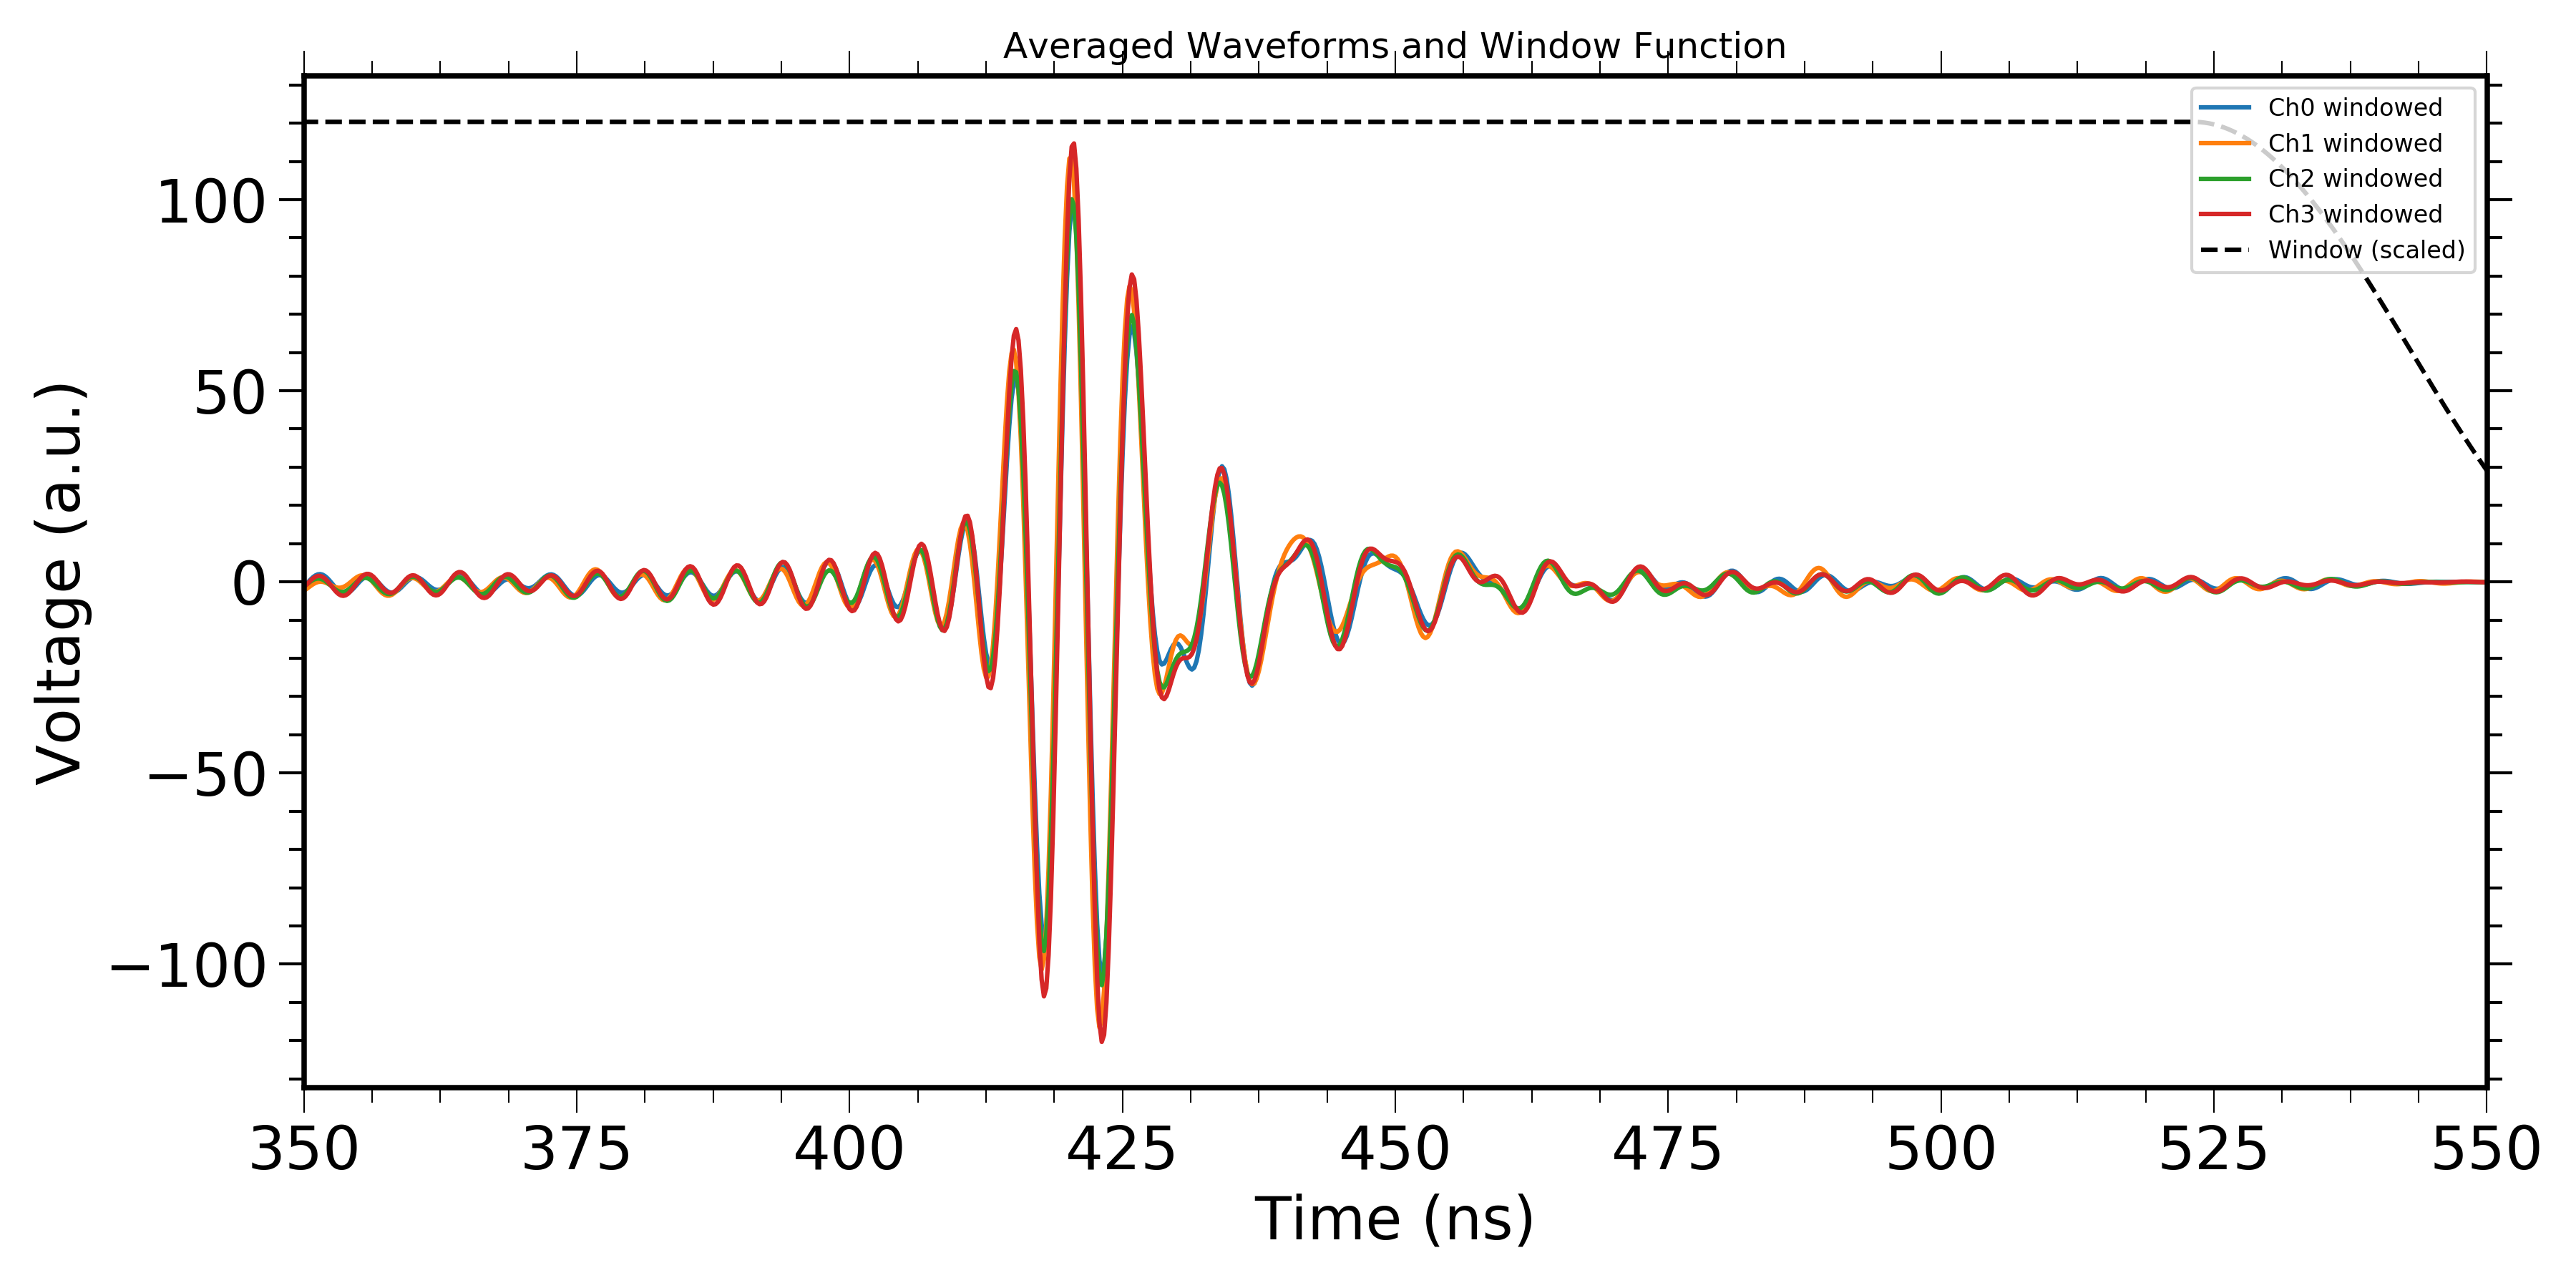 Averaged Waveforms and Window Function
Ch0 windowed
Ch1 windowed
Ch2 windowed
Ch3 windowed
Window (scaled)
Voltage (a.u.)
100
50
0
−50
−100
350 375 400 425 450 475 500 525 550
Time (ns)